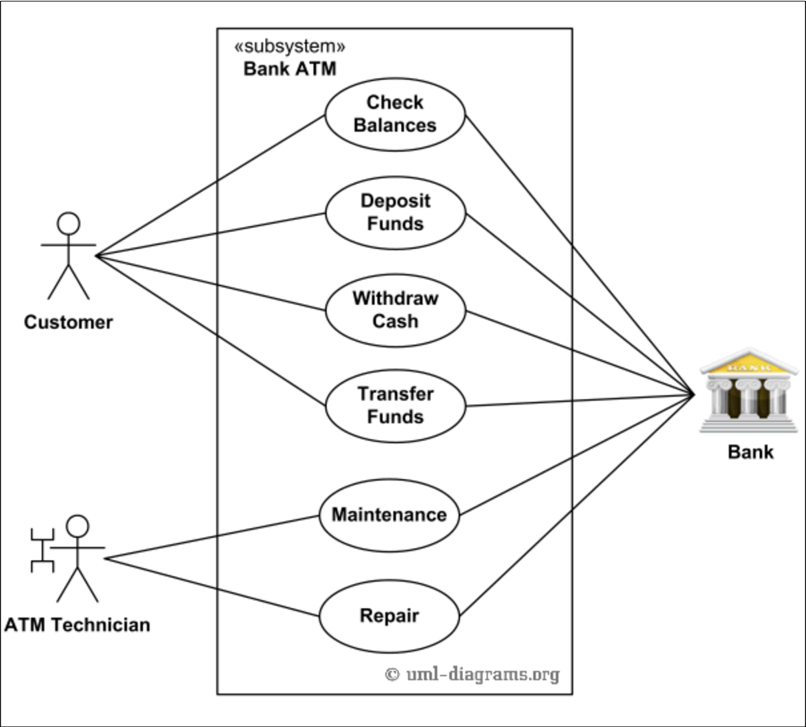 «subsystem»
Bank ATM
Check
Balances
Deposit
Funds
Customer
Withdraw
Cash
Transfer
Funds
BANK
Bank
Maintenance
ATM Technician
Repair
© uml-diagrams.org